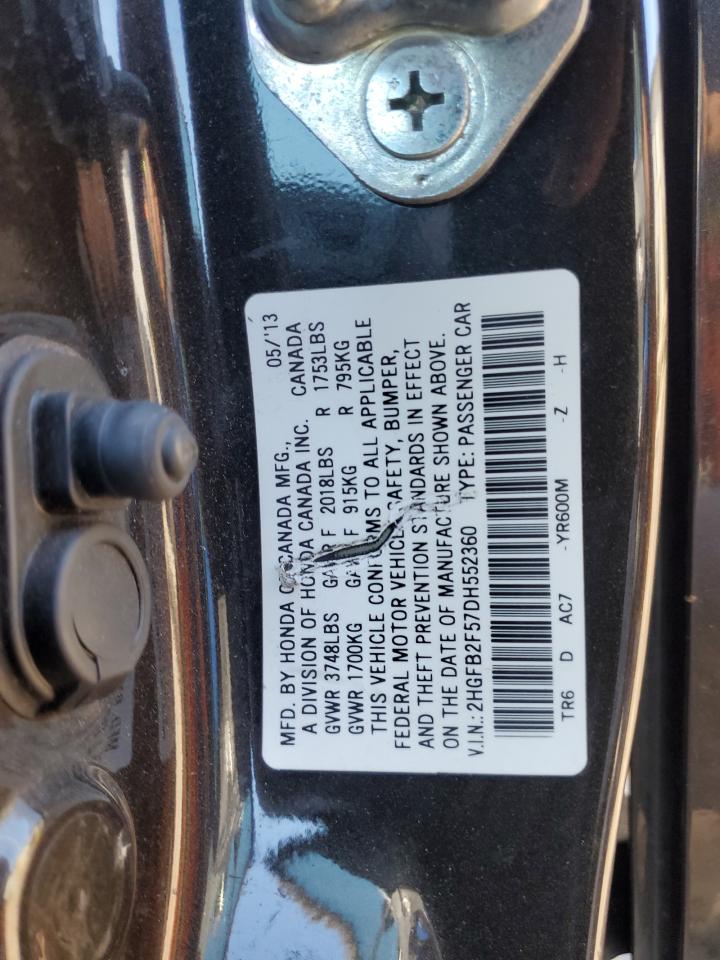 MFD. BY HONDA CANADA MFG., 05/13
A DIVISION OF HONDA CANADA INC. CANADA
GVWR 3748LBS F 2018LBS R 1753LBS
GVWR 1700KG F 915KG R 795KG
THIS VEHICLE CONFORMS TO ALL APPLICABLE
FEDERAL MOTOR VEHICLE SAFETY, BUMPER,
AND THEFT PREVENTION STANDARDS IN EFFECT
ON THE DATE OF MANUFACTURE SHOWN ABOVE.
V.I.N.: 2HGFB2F57DH552360 TYPE: PASSENGER CAR
TR6 D AC7 -YR600M -Z -H